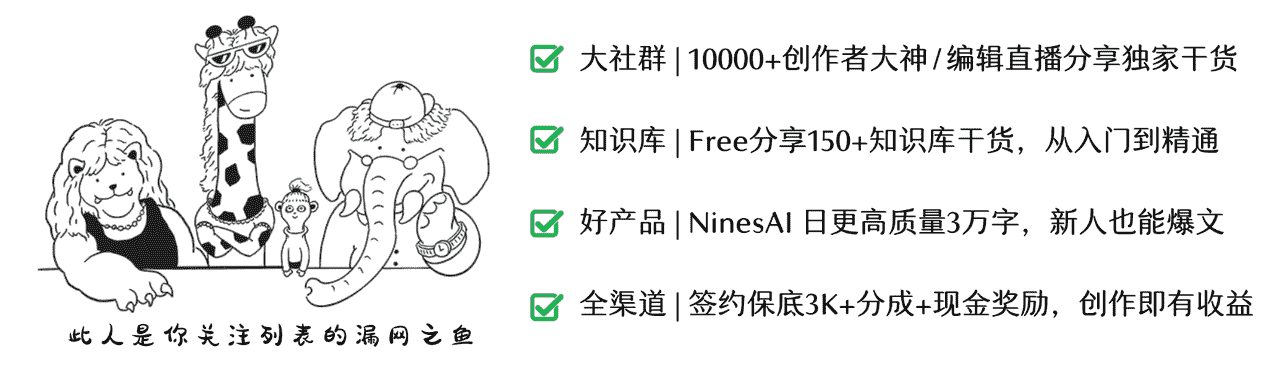 大社群 | 10000+创作者大神 / 编辑直播分享独家干货
知识库 | Free分享150+知识库干货，从入门到精通
好产品 | NinesAI 日更高质量3万字，新人也能爆文
全渠道 | 签约保底3K+分成+现金奖励，创作即有收益
此人是你关注列表的漏网之鱼